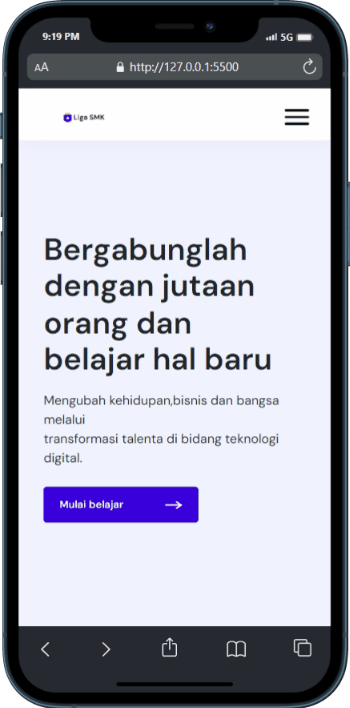 9:19 PM
5G
AA
http://127.0.0.1:5500
Liga SMK
Bergabunglah
dengan jutaan
orang dan
belajar hal baru
Mengubah kehidupan,bisnis dan bangsa
melalui
transformasi talenta di bidang teknologi
digital.
Mulai belajar